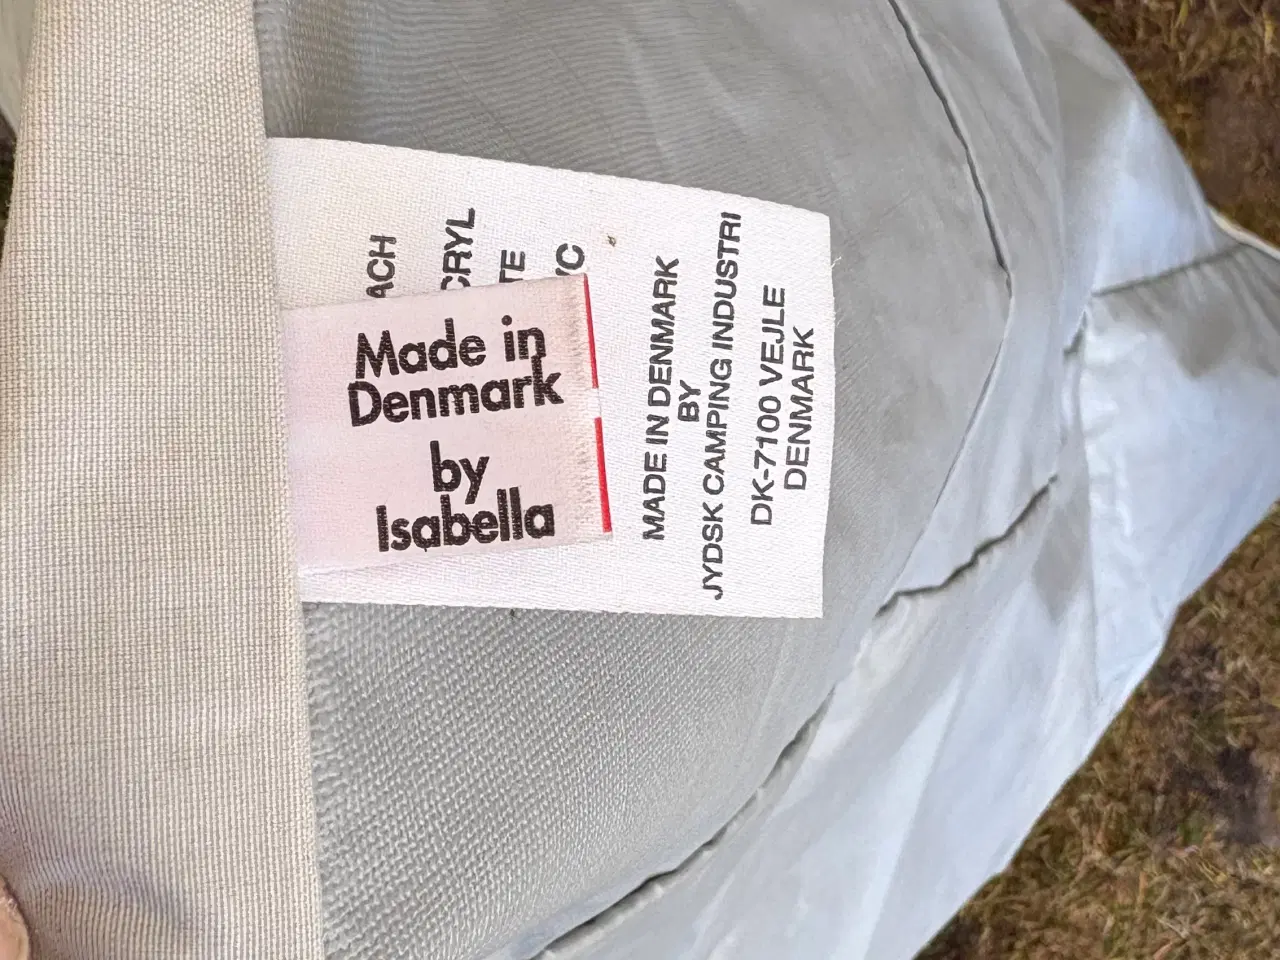 Made in
Denmark
by
Isabella
MADE IN DENMARK
BY
JYDSK CAMPING INDUSTRI
DK-7100 VEJLE
DENMARK